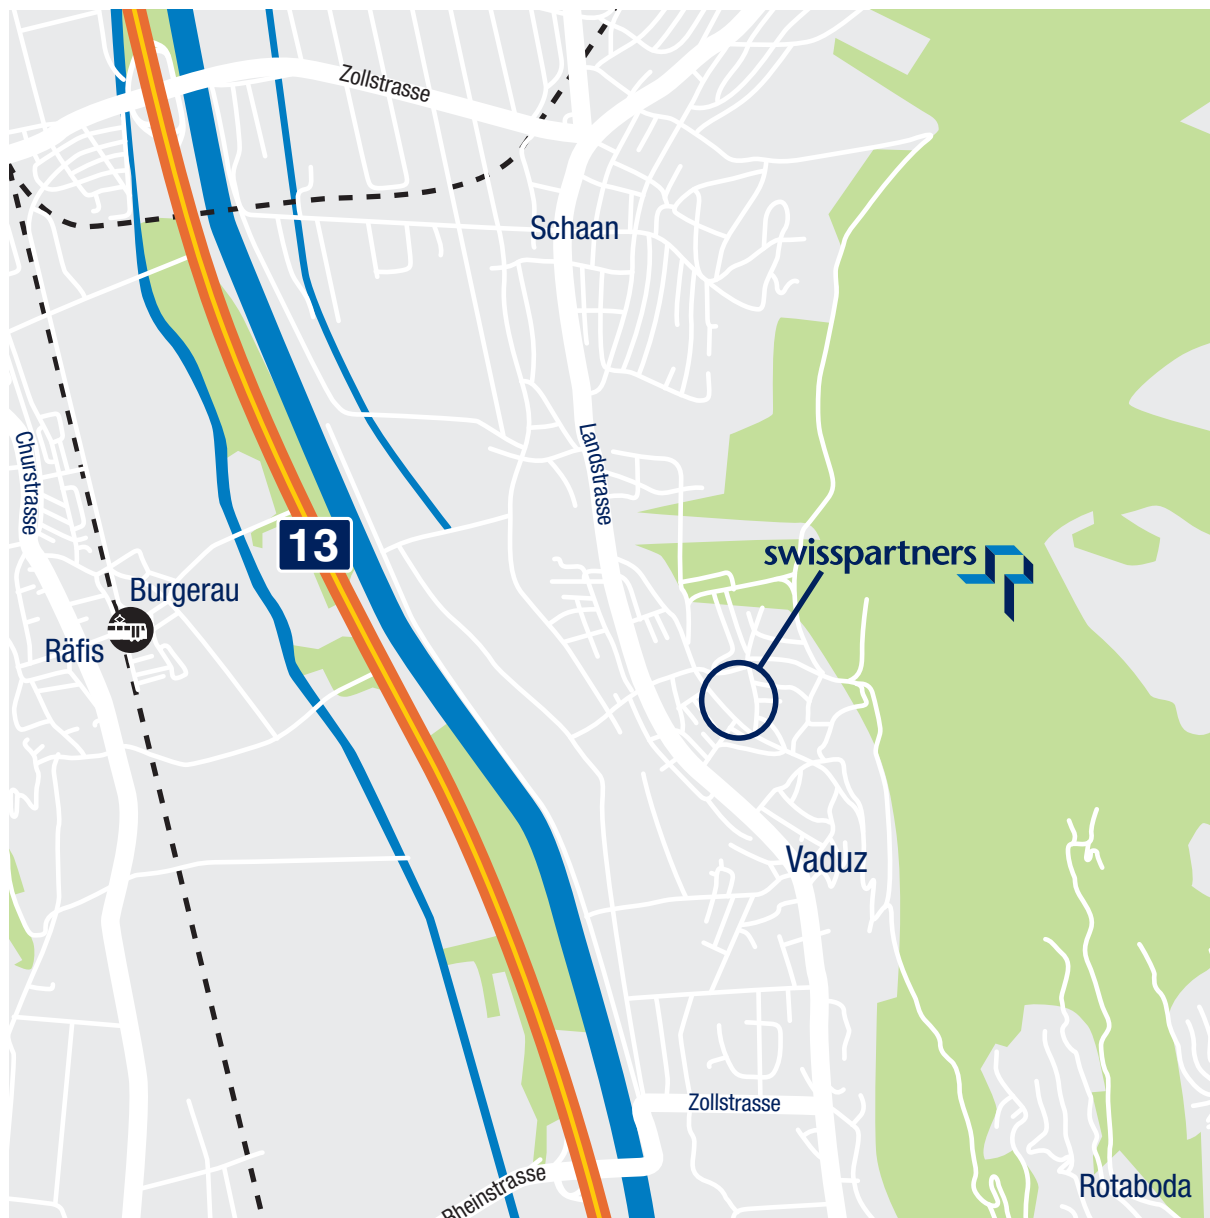 Zollstrasse
Schaan
Landstrasse
Churstrasse
13
swisspartners
Burgerau
Räfis
Vaduz
Zollstrasse
Rheinstrasse
Rotaboda